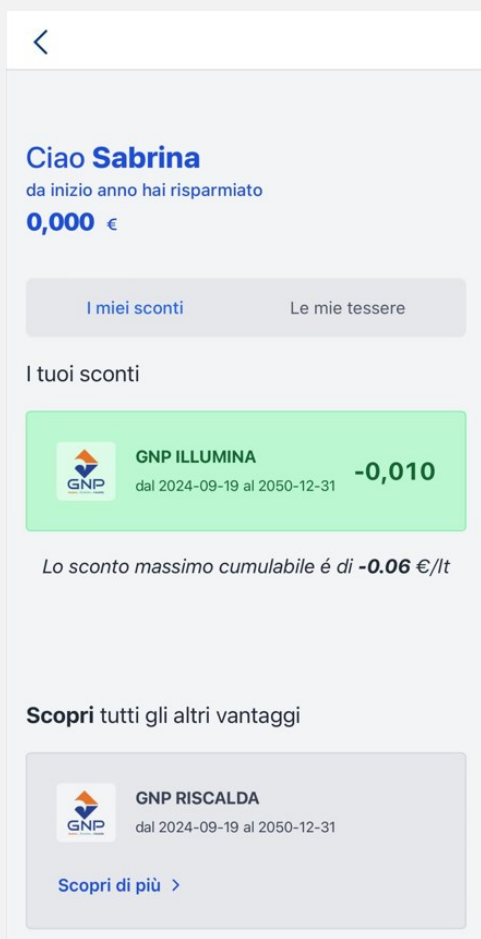 Ciao Sabrina
da inizio anno hai risparmiato
0,000 €
I miei sconti
Le mie tessere
I tuoi sconti
GNP
GNP ILLUMINA
dal 2024-09-19 al 2050-12-31
-0,010
Lo sconto massimo cumulabile é di -0.06 €/lt
Scopri tutti gli altri vantaggi
GNP
GNP RISCALDA
dal 2024-09-19 al 2050-12-31
Scopri di più >